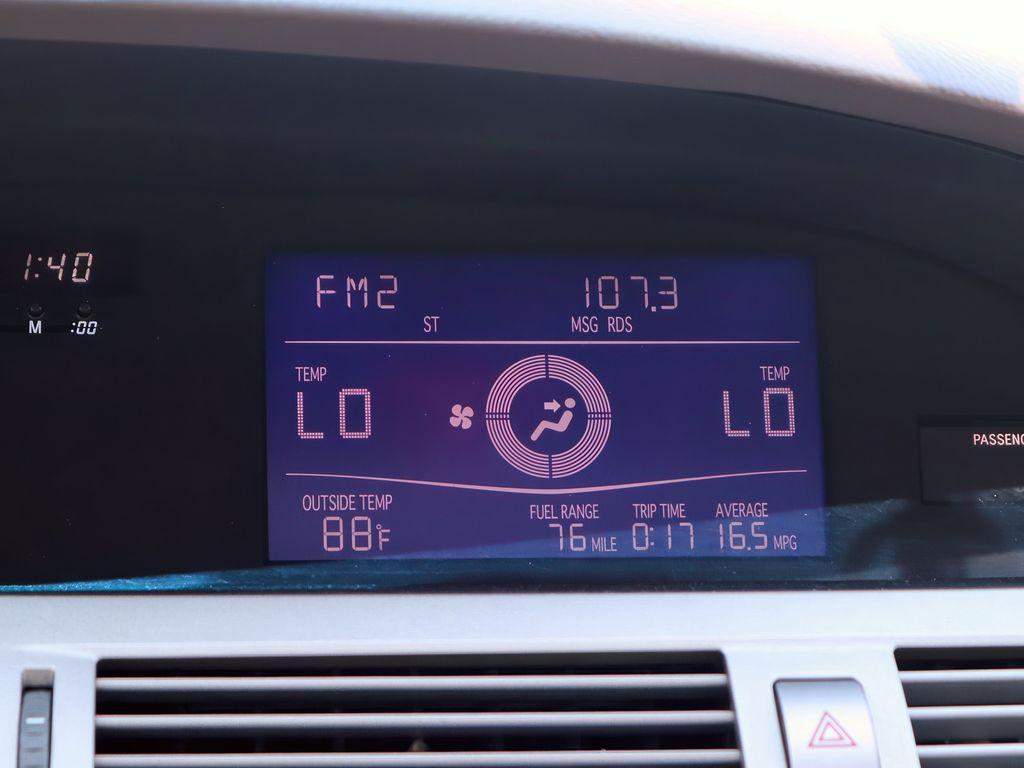 1:40
M :00
FM2 107.3
ST MSG RDS
TEMP TEMP
LO LO
OUTSIDE TEMP FUEL RANGE TRIP TIME AVERAGE
88°F 76 MILE 0:17 16.5 MPG
PASSENG